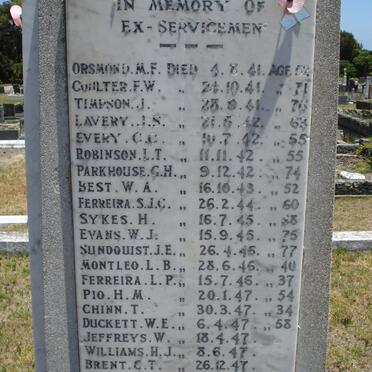 IN MEMORY OF
EX-SERVICEMEN
ORSMOND. M.F. DIED 4.8.41. AGE
COULTER. F.W. „ 24.10.41. „ 71
TIMPSON. J. „ 28.9.41. „ 76
LAVERY. I.S. „ 21.5.42. „ 63
EVERY. C.C. „ 10.7.42. „ 55
ROBINSON. L.T. „ 11.11.42. „ 55
PARKHOUSE. G.H. „ 9.12.42. „ 74
BEST. W.A. „ 16.10.43. „ 52
FERREIRA. S.J.C. „ 26.2.44. „ 60
SYKES. H. „ 16.7.45. „
EVANS. W.J. „ 15.9.45. „ 75
SUNDQUIST. J.E. „ 26.4.46. „ 77
MONTLEO. L.B. „ 28.6.46. „ 40
FERREIRA. L.P. „ 15.7.46. „ 37
PIO. H.M. „ 20.1.47. „ 54
CHINN. T. „ 30.3.47. „ 34
DUCKETT. W.E. „ 6.4.47. „ 58
JEFFREYS. W. „ 18.4.47.
WILLIAMS. H.J. „ 8.6.47.
BRENT. C.T. „ 26.12.47.